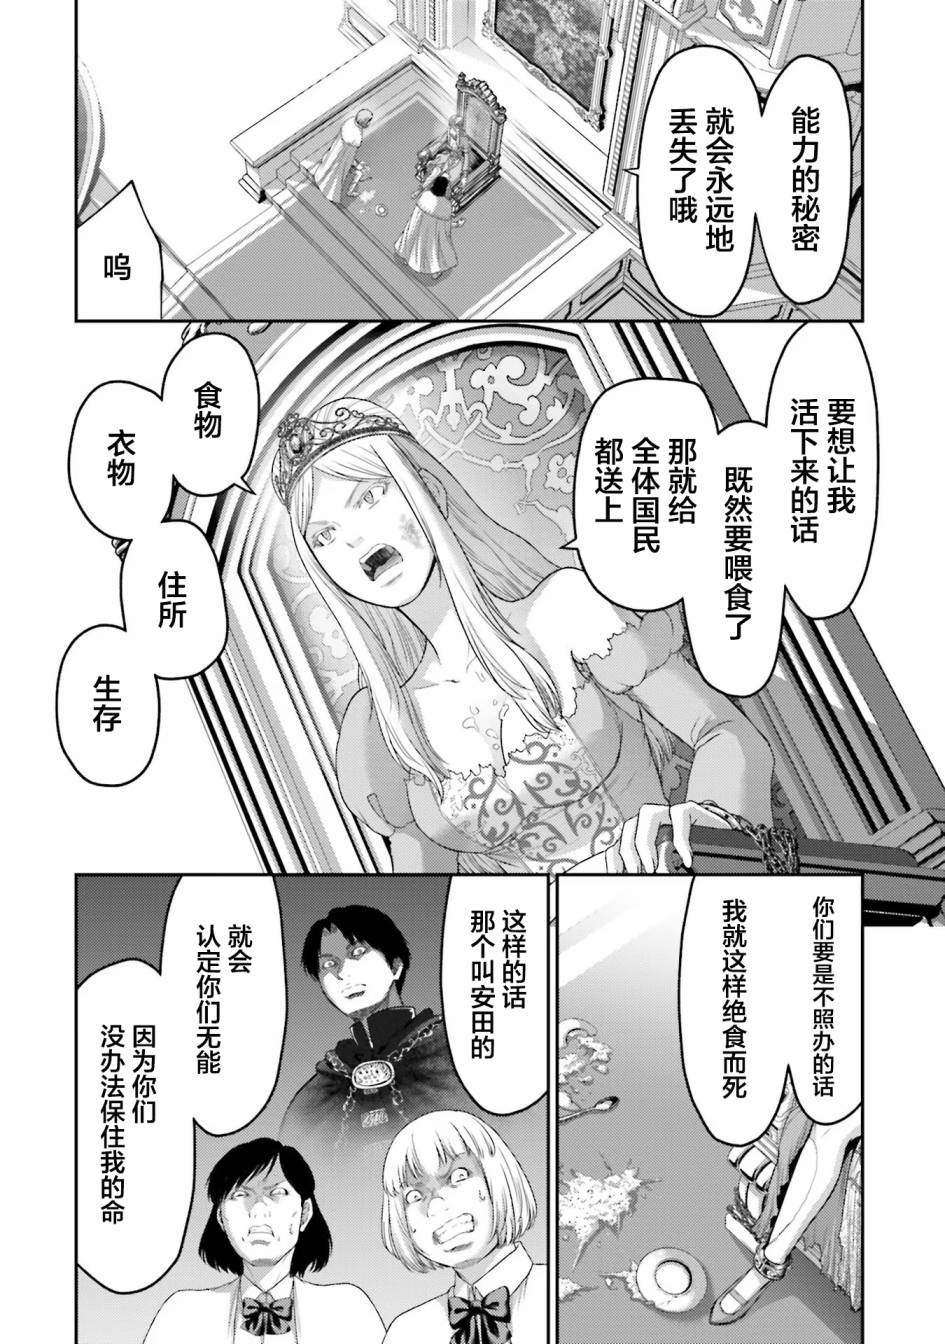 能力的秘密
就会永远地
丢失了哦
呜
要想让我
活下来的话
既然要喂食了
那就给
全体国民
都送上
食物
衣物
住所
生存
你们要是不照办的话
我就这样绝食而死
这样的话
那个叫安田的
就会
认定你们无能
因为你们
没办法保住我的命